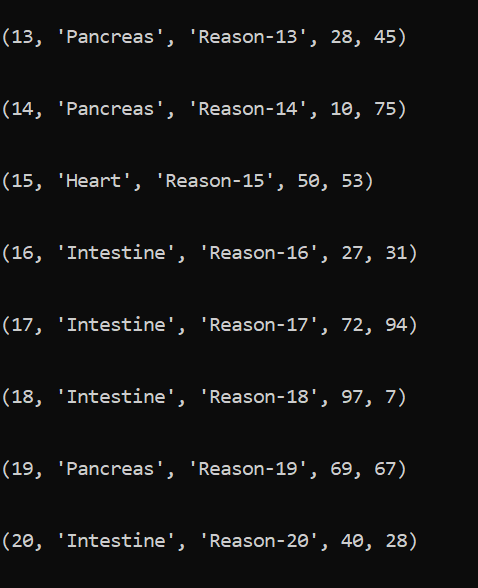 (13, 'Pancreas', 'Reason-13', 28, 45)
(14, 'Pancreas', 'Reason-14', 10, 75)
(15, 'Heart', 'Reason-15', 50, 53)
(16, 'Intestine', 'Reason-16', 27, 31)
(17, 'Intestine', 'Reason-17', 72, 94)
(18, 'Intestine', 'Reason-18', 97, 7)
(19, 'Pancreas', 'Reason-19', 69, 67)
(20, 'Intestine', 'Reason-20', 40, 28)